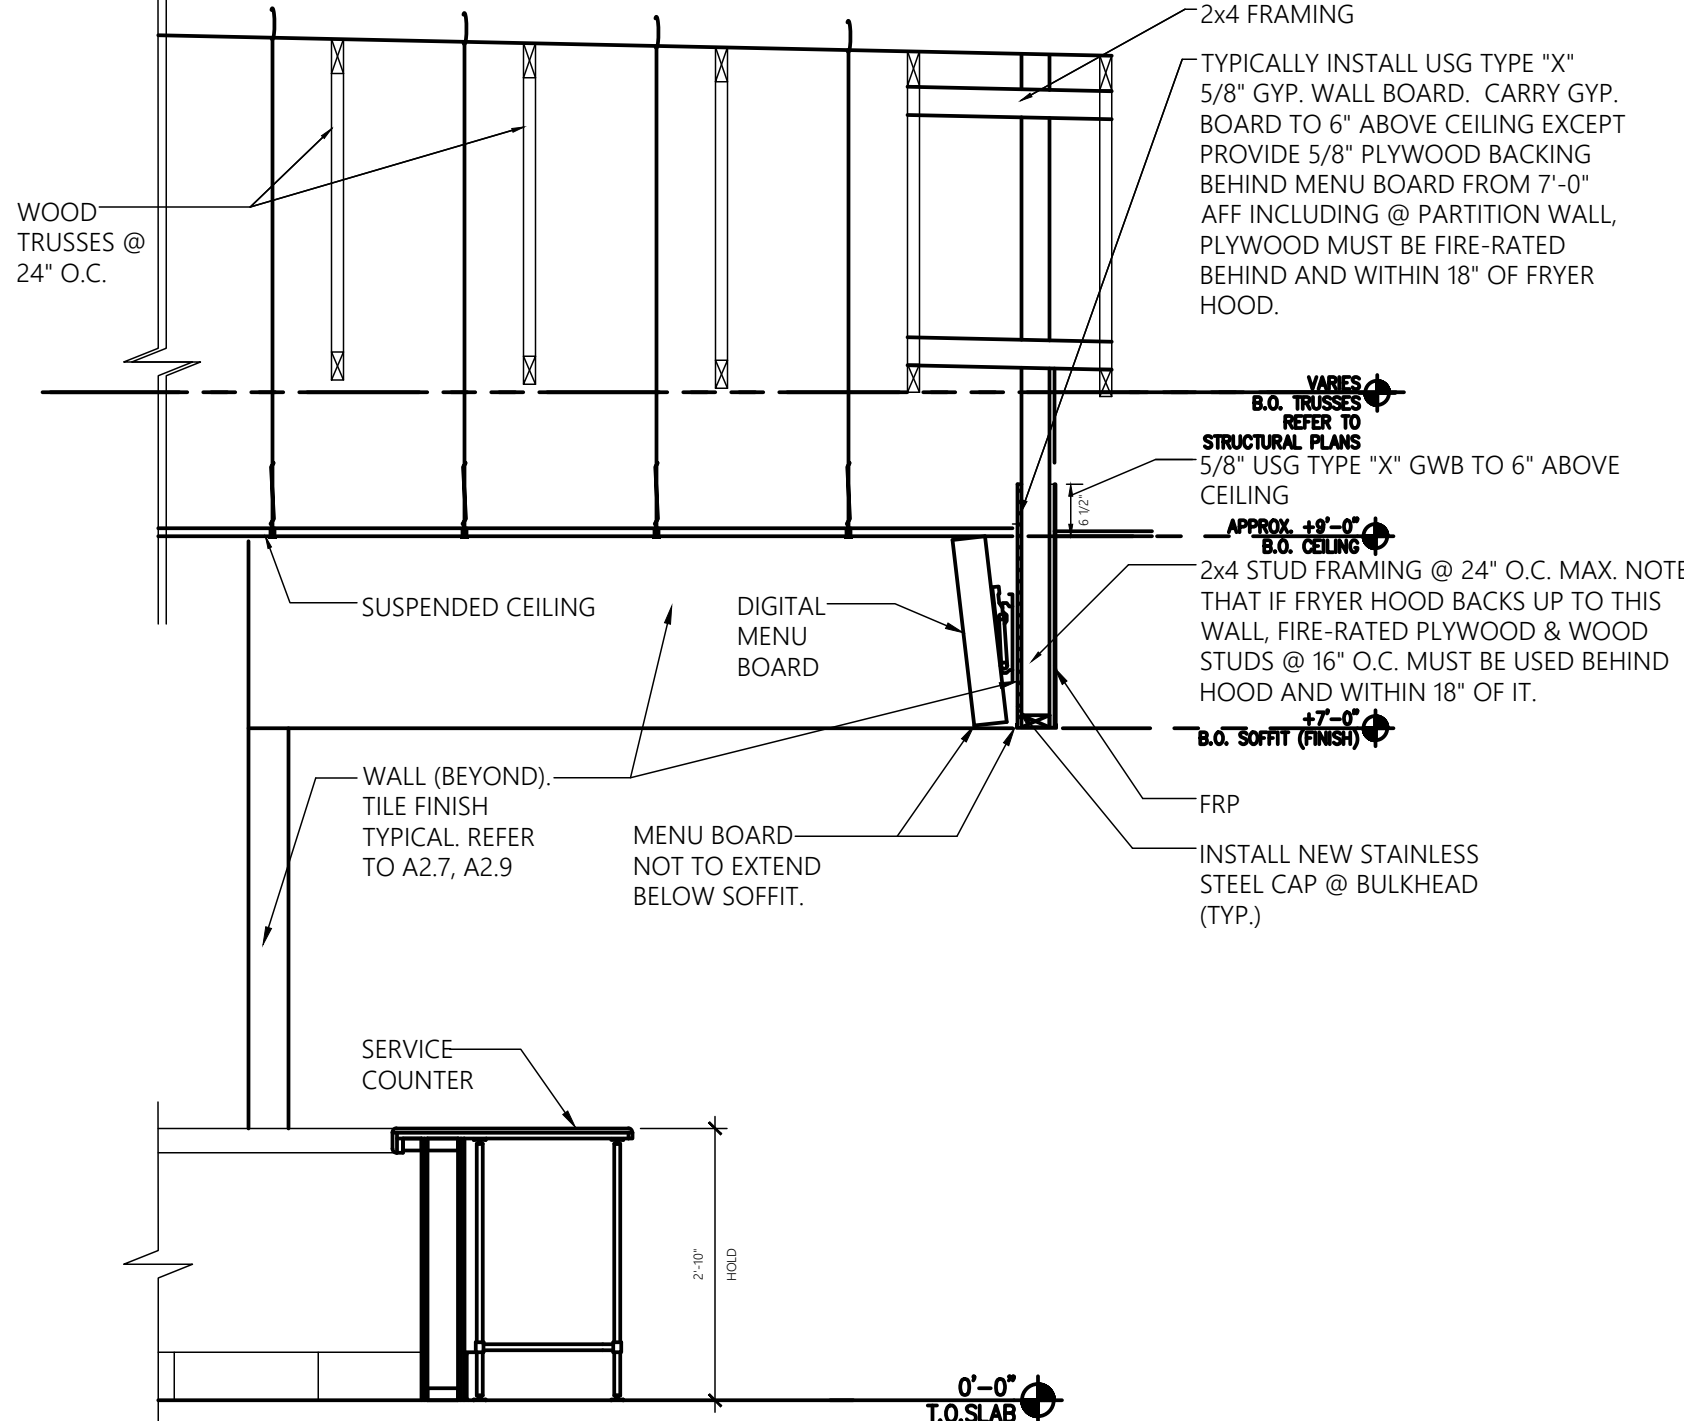 2x4 FRAMING
TYPICALLY INSTALL USG TYPE "X"
5/8" GYP. WALL BOARD. CARRY GYP.
BOARD TO 6" ABOVE CEILING EXCEPT
PROVIDE 5/8" PLYWOOD BACKING
BEHIND MENU BOARD FROM 7'-0"
AFF INCLUDING @ PARTITION WALL,
PLYWOOD MUST BE FIRE-RATED
BEHIND AND WITHIN 18" OF FRYER
HOOD.
WOOD
TRUSSES @
24" O.C.
VARIES
B.O. TRUSSES
REFER TO
STRUCTURAL PLANS
5/8" USG TYPE "X" GWB TO 6" ABOVE
CEILING
6 1/2"
APPROX. +9'-0"
B.O. CEILING
2x4 STUD FRAMING @ 24" O.C. MAX. NOTE
THAT IF FRYER HOOD BACKS UP TO THIS
WALL, FIRE-RATED PLYWOOD & WOOD
STUDS @ 16" O.C. MUST BE USED BEHIND
HOOD AND WITHIN 18" OF IT.
SUSPENDED CEILING
DIGITAL
MENU
BOARD
+7'-0"
B.O. SOFFIT (FINISH)
WALL (BEYOND).
TILE FINISH
TYPICAL. REFER
TO A2.7, A2.9
MENU BOARD
NOT TO EXTEND
BELOW SOFFIT.
FRP
INSTALL NEW STAINLESS
STEEL CAP @ BULKHEAD
(TYP.)
SERVICE
COUNTER
2'-10"
HOLD
0'-0"
T.O.SLAB